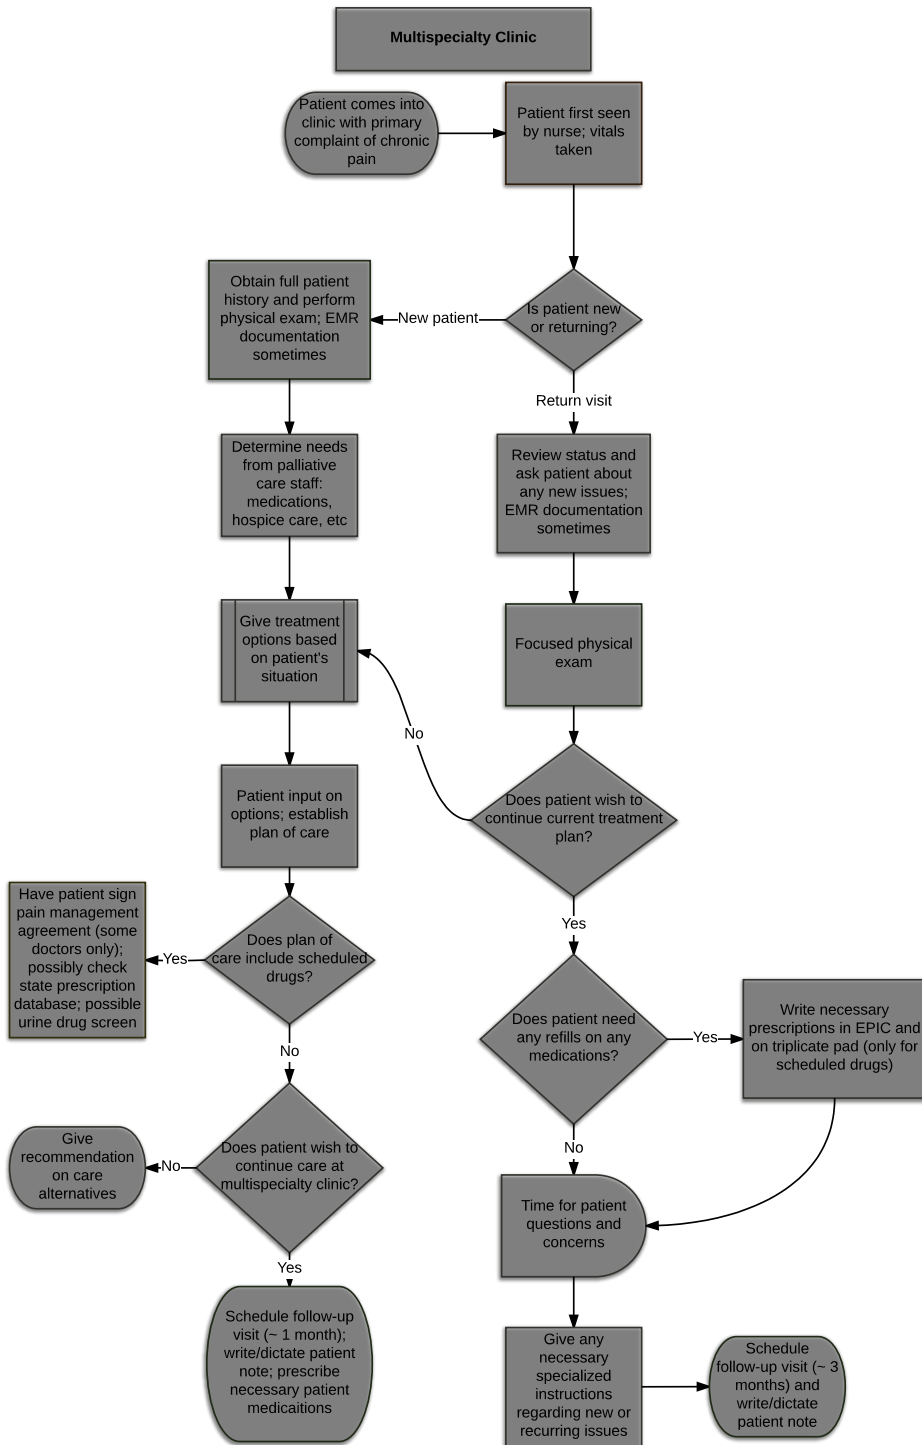 Multispecialty Clinic
Patient comes into
clinic with primary
complaint of chronic
pain
Patient first seen
by nurse; vitals
taken
Is patient new
or returning?
New patient
Obtain full patient
history and perform
physical exam; EMR
documentation
sometimes
Return visit
Determine needs
from palliative
care staff:
medications,
hospice care, etc
Review status and
ask patient about
any new issues;
EMR documentation
sometimes
Give treatment
options based
on patient's
situation
Focused physical
exam
No
Patient input on
options; establish
plan of care
Does patient wish to
continue current treatment
plan?
Have patient sign
pain management
agreement (some
doctors only);
possibly check
state prescription
database; possible
urine drug screen
Yes
Does plan of
care include scheduled
drugs?
Yes
No
Does patient need
any refills on any
medications?
Yes
Write necessary
prescriptions in EPIC and
on triplicate pad (only for
scheduled drugs)
Give
recommendation
on care
alternatives
No
Does patient wish to
continue care at
multispecialty clinic?
No
Time for patient
questions and
concerns
Yes
Schedule follow-up
visit (~ 1 month);
write/dictate patient
note; prescribe
necessary patient
medicaitions
Give any
necessary
specialized
instructions
regarding new or
recurring issues
Schedule
follow-up visit (~ 3
months) and
write/dictate
patient note